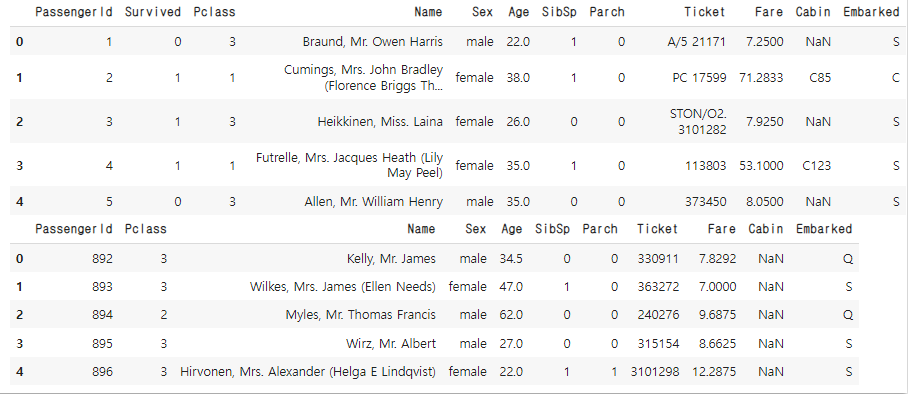 PassengerId Survived Pclass Name Sex Age SibSp Parch Ticket Fare Cabin Embarked
0 1 0 3 Braund, Mr. Owen Harris male 22.0 1 0 A/5 21171 7.2500 NaN S
1 2 1 1 Cumings, Mrs. John Bradley (Florence Briggs Th... female 38.0 1 0 PC 17599 71.2833 C85 C
2 3 1 3 Heikkinen, Miss. Laina female 26.0 0 0 STON/O2. 3101282 7.9250 NaN S
3 4 1 1 Futrelle, Mrs. Jacques Heath (Lily May Peel) female 35.0 1 0 113803 53.1000 C123 S
4 5 0 3 Allen, Mr. William Henry male 35.0 0 0 373450 8.0500 NaN S
PassengerId Pclass Name Sex Age SibSp Parch Ticket Fare Cabin Embarked
0 892 3 Kelly, Mr. James male 34.5 0 0 330911 7.8292 NaN Q
1 893 3 Wilkes, Mrs. James (Ellen Needs) female 47.0 1 0 363272 7.0000 NaN S
2 894 2 Myles, Mr. Thomas Francis male 62.0 0 0 240276 9.6875 NaN Q
3 895 3 Wirz, Mr. Albert male 27.0 0 0 315154 8.6625 NaN S
4 896 3 Hirvonen, Mrs. Alexander (Helga E Lindqvist) female 22.0 1 1 3101298 12.2875 NaN S